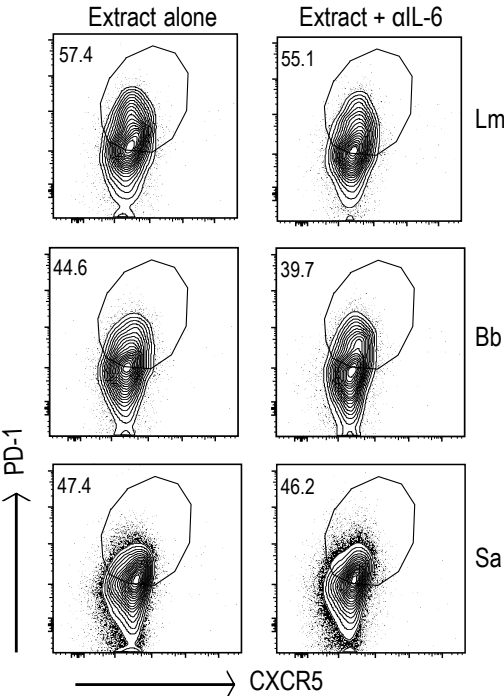 Extract alone Extract + αIL-6
57.4 55.1 Lm
44.6 39.7 Bb
47.4 46.2 Sa
PD-1
CXCR5